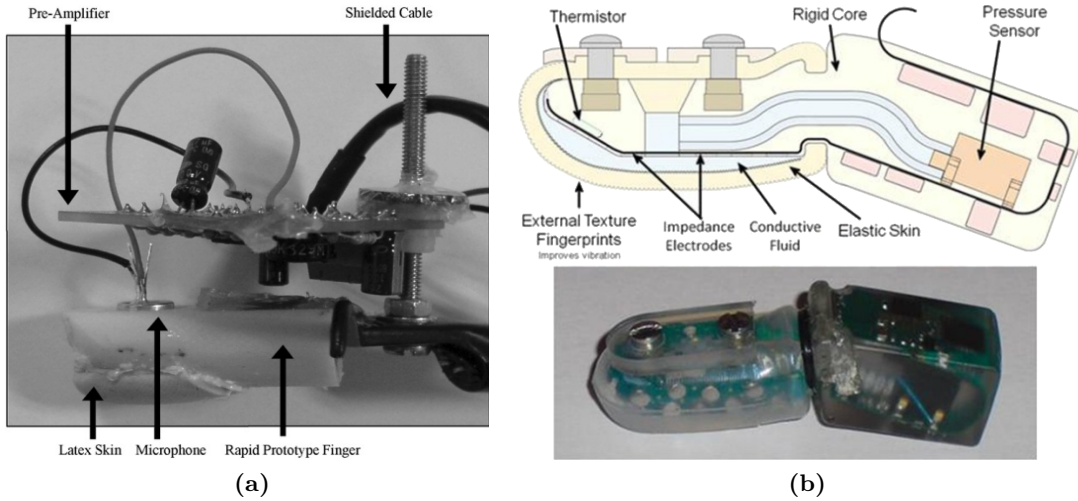 Pre-Amplifier
Shielded Cable
Latex Skin
Microphone
Rapid Prototype Finger
(a)
Thermistor
Rigid Core
Pressure
Sensor
External Texture
Fingerprints
Improves vibration
Impedance
Electrodes
Conductive
Fluid
Elastic Skin
(b)